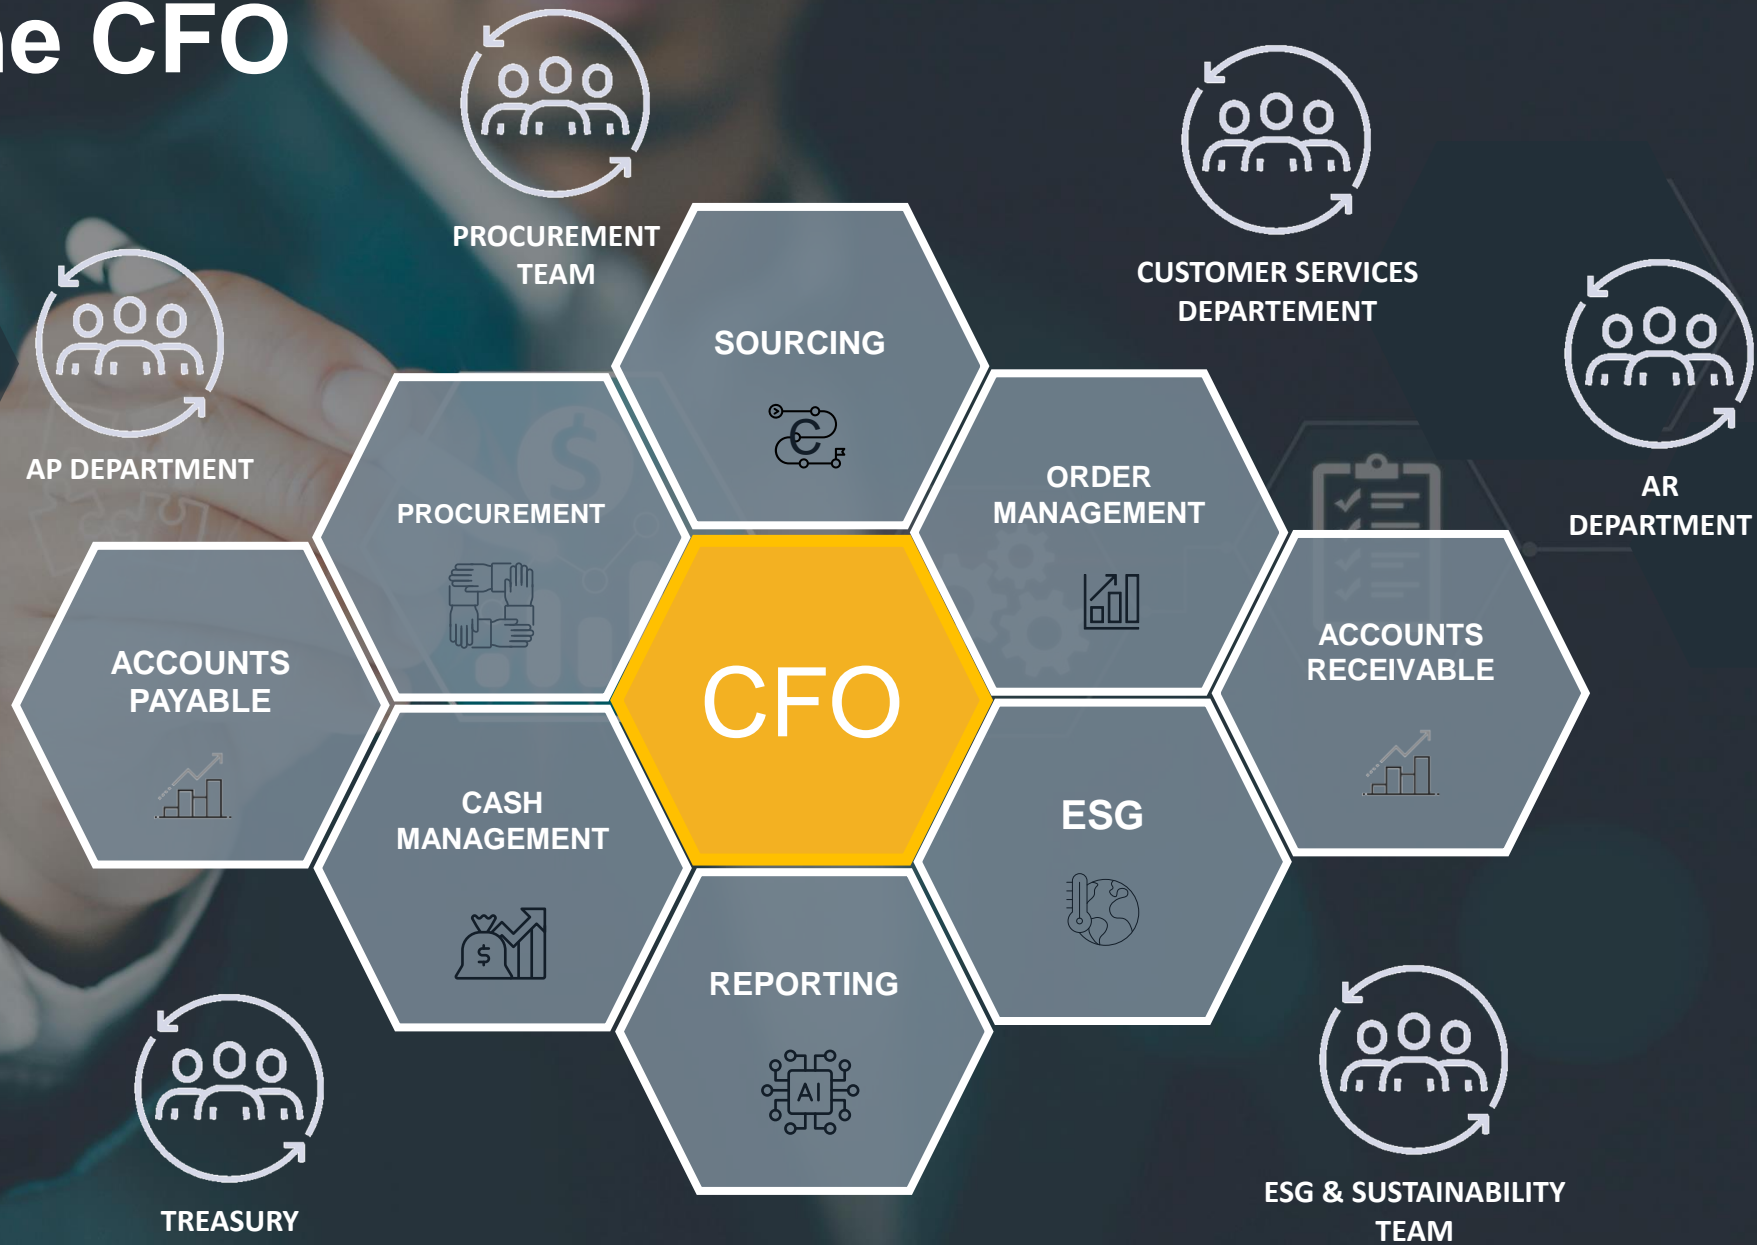 CFO
PROCUREMENT
TEAM
CUSTOMER SERVICES
DEPARTEMENT
AP DEPARTMENT
AR
DEPARTMENT
SOURCING
C
PROCUREMENT
ORDER
MANAGEMENT
ACCOUNTS
PAYABLE
CFO
ACCOUNTS
RECEIVABLE
CASH
MANAGEMENT
$
ESG
REPORTING
AI
TREASURY
ESG & SUSTAINABILITY
TEAM